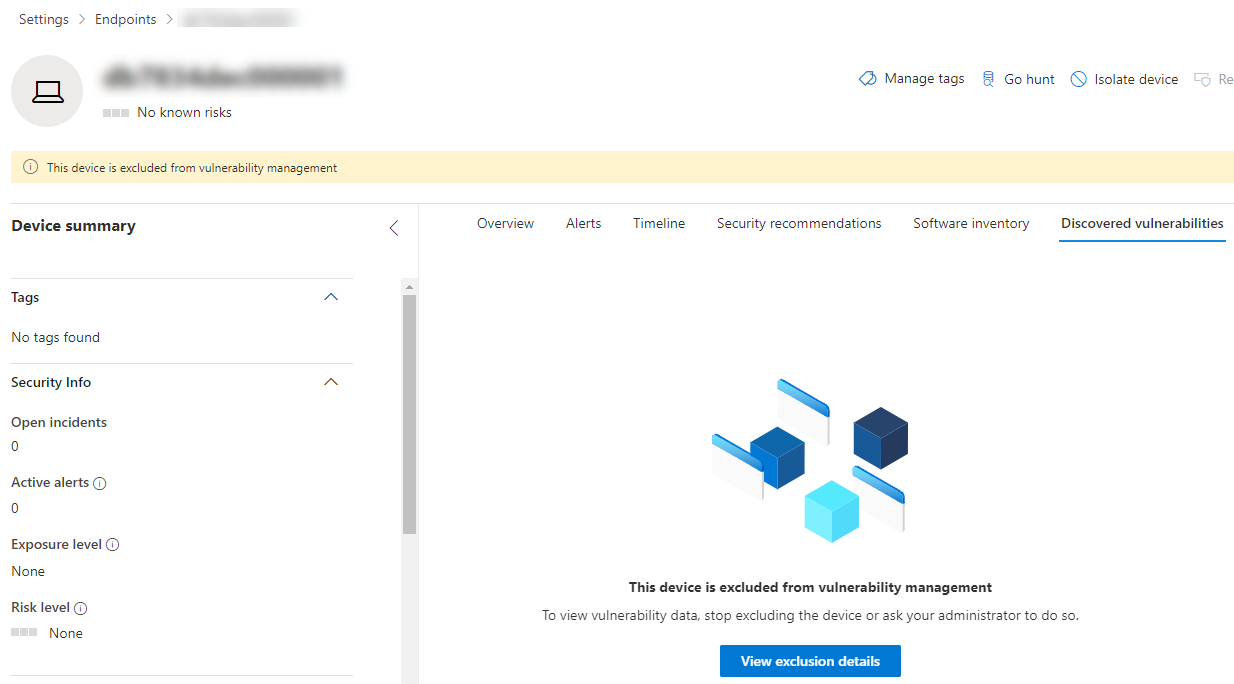 Settings > Endpoints >
Manage tags Go hunt Isolate device Re
No known risks
This device is excluded from vulnerability management
Device summary
Overview Alerts Timeline Security recommendations Software inventory Discovered vulnerabilities
Tags
No tags found
Security Info
Open incidents
0
Active alerts
0
Exposure level
None
Risk level
None
This device is excluded from vulnerability management
To view vulnerability data, stop excluding the device or ask your administrator to do so.
View exclusion details